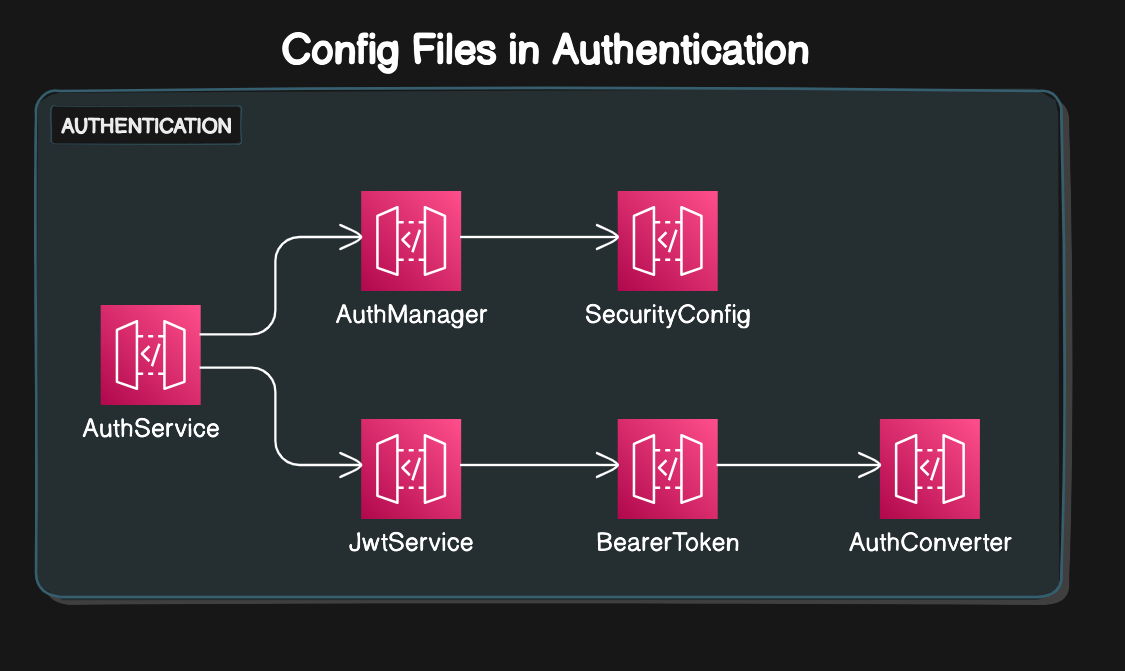 Config Files in Authentication
AUTHENTICATION
AuthManager
SecurityConfig
AuthService
JwtService
BearerToken
AuthConverter